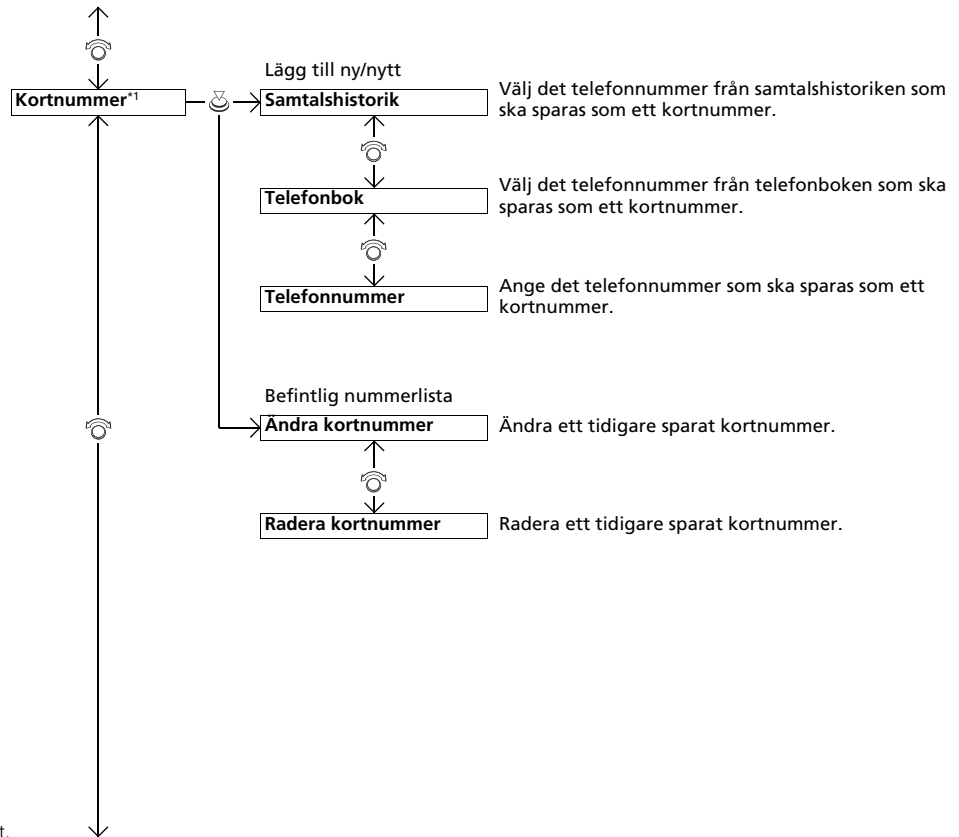 Lägg till ny/nytt
Kortnummer*1
Samtalshistorik
Välj det telefonnummer från samtalshistoriken som
ska sparas som ett kortnummer.
Telefonbok
Välj det telefonnummer från telefonboken som ska
sparas som ett kortnummer.
Telefonnummer
Ange det telefonnummer som ska sparas som ett
kortnummer.
Befintlig nummerlista
Ändra kortnummer
Ändra ett tidigare sparat kortnummer.
Radera kortnummer
Radera ett tidigare sparat kortnummer.
t.